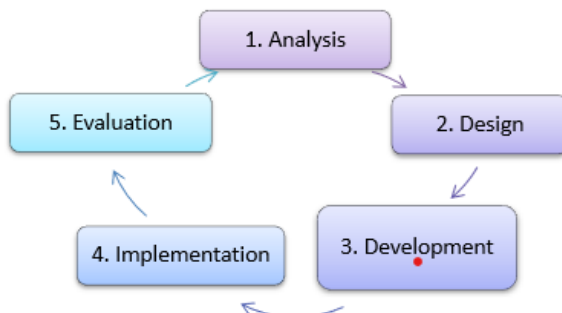 1. Analysis
2. Design
3. Development
4. Implementation
5. Evaluation